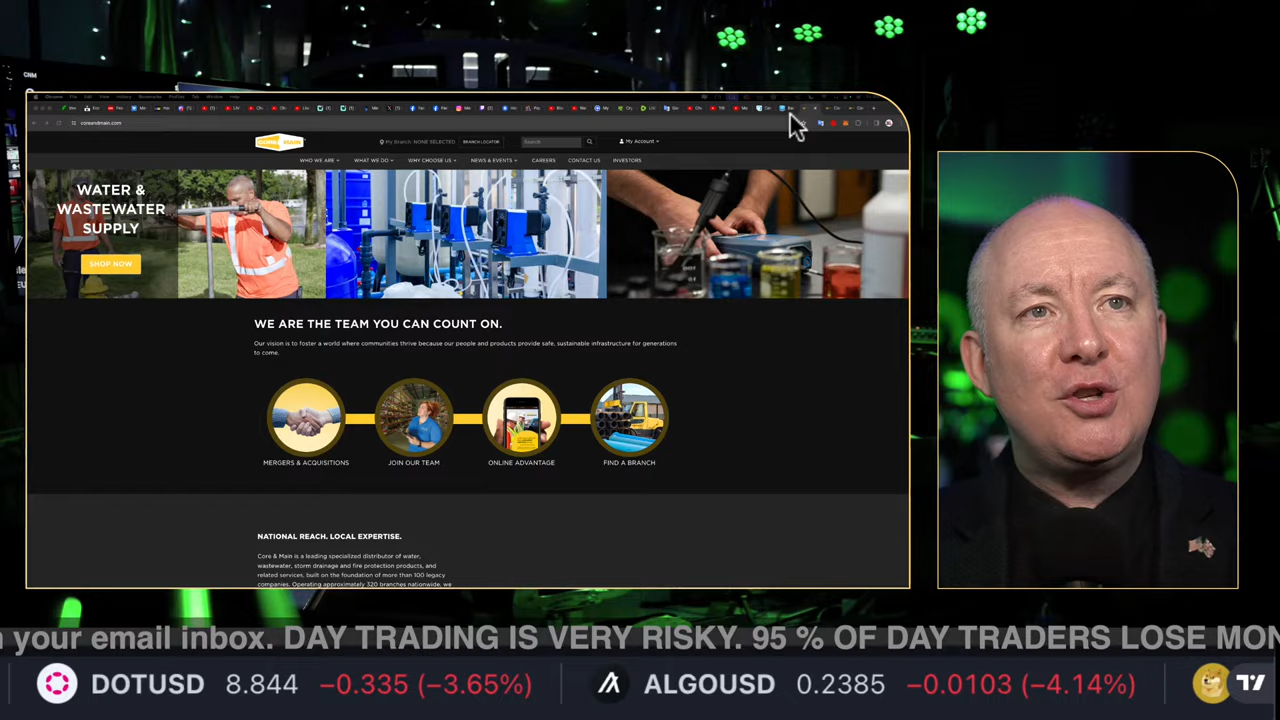 CNM
coreandmain.com
CORE & MAIN
My Branch: NONE SELECTED
BRANCH LOCATOR
Search
My Account
WHO WE ARE
WHAT WE DO
WHY CHOOSE US
NEWS & EVENTS
CAREERS
CONTACT US
INVESTORS
WATER &
WASTEWATER
SUPPLY
SHOP NOW
WE ARE THE TEAM YOU CAN COUNT ON.
Our vision is to foster a world where communities thrive because our people and products provide safe, sustainable infrastructure for generations
to come.
MERGERS & ACQUISITIONS
JOIN OUR TEAM
ONLINE ADVANTAGE
FIND A BRANCH
NATIONAL REACH. LOCAL EXPERTISE.
Core & Main is a leading specialized distributor of water,
wastewater, storm drainage and fire protection products, and
related services, built on the foundation of more than 100 legacy
companies. Operating approximately 320 branches nationwide, we
your email inbox. DAY TRADING IS VERY RISKY. 95 % OF DAY TRADERS LOSE MON
DOTUSD 8.844 −0.335 (−3.65%)
ALGOUSD 0.2385 −0.0103 (−4.14%)